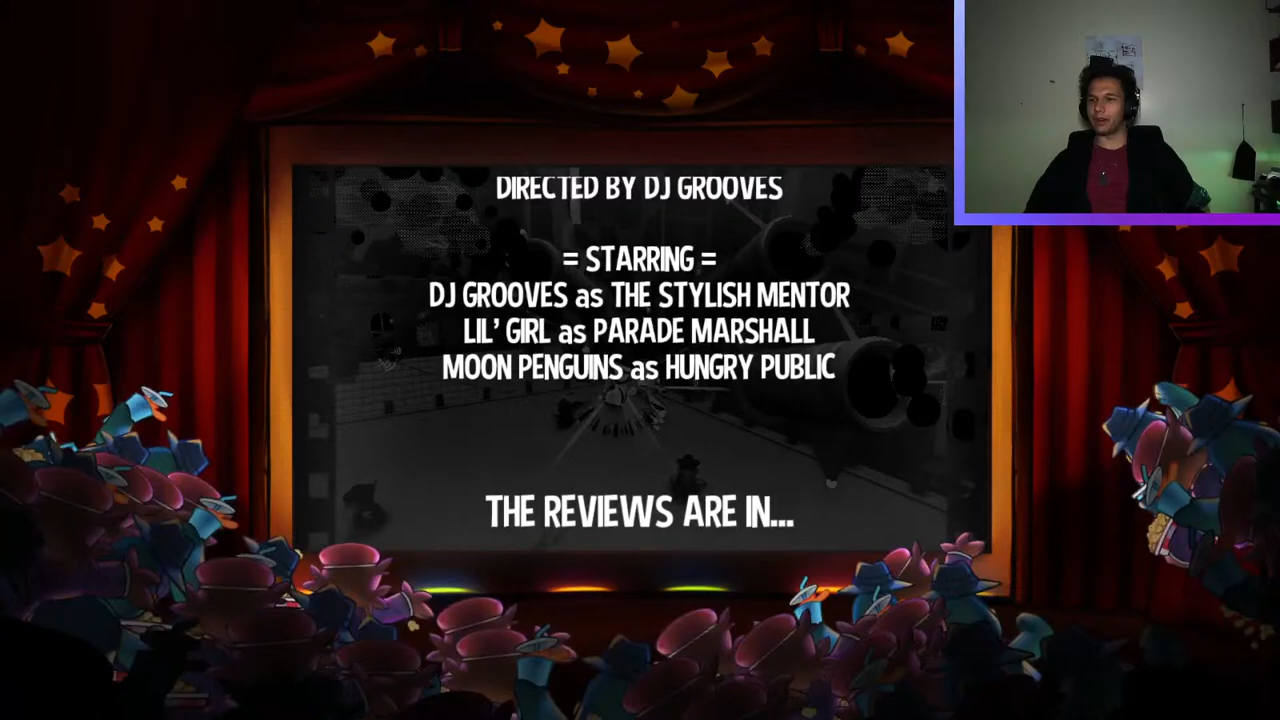 DIRECTED BY DJ GROOVES
= STARRING =
DJ GROOVES as THE STYLISH MENTOR
LIL' GIRL as PARADE MARSHALL
MOON PENGUINS as HUNGRY PUBLIC
THE REVIEWS ARE IN...